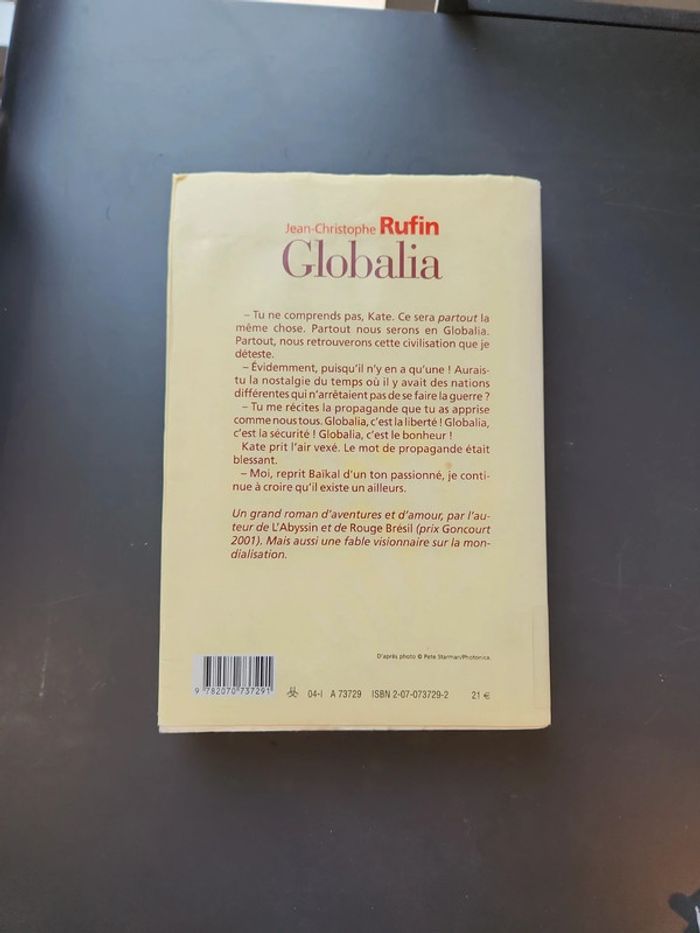 Jean-Christophe Rufin
Globalia
– Tu ne comprends pas, Kate. Ce sera partout la
même chose. Partout nous serons en Globalia.
Partout, nous retrouverons cette civilisation que je
déteste.
– Évidemment, puisqu'il n'y en a qu'une ! Aurais-
tu la nostalgie du temps où il y avait des nations
différentes qui n'arrêtaient pas de se faire la guerre ?
– Tu me récites la propagande que tu as apprise
comme nous tous. Globalia, c'est la liberté ! Globalia,
c'est la sécurité ! Globalia, c'est le bonheur !
Kate prit l'air vexé. Le mot de propagande était
blessant.
– Moi, reprit Baïkal d'un ton passionné, je conti-
nue à croire qu'il existe un ailleurs.
Un grand roman d'aventures et d'amour, par l'au-
teur de L'Abyssin et de Rouge Brésil (prix Goncourt
2001). Mais aussi une fable visionnaire sur la mon-
dialisation.
D'après photo © Pete Starman/Photonica.
9 782070 737291
04-I A 73729 ISBN 2-07-073729-2 21 €